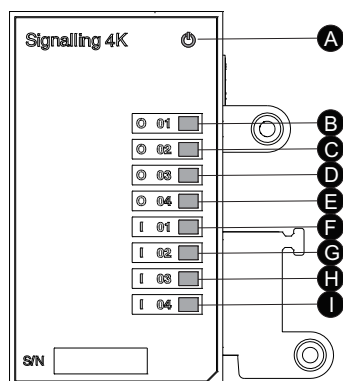 Signalling 4K A
O 01 B
O 02 C
O 03 D
O 04 E
I 01 F
I 02 G
I 03 H
I 04 I
S/N